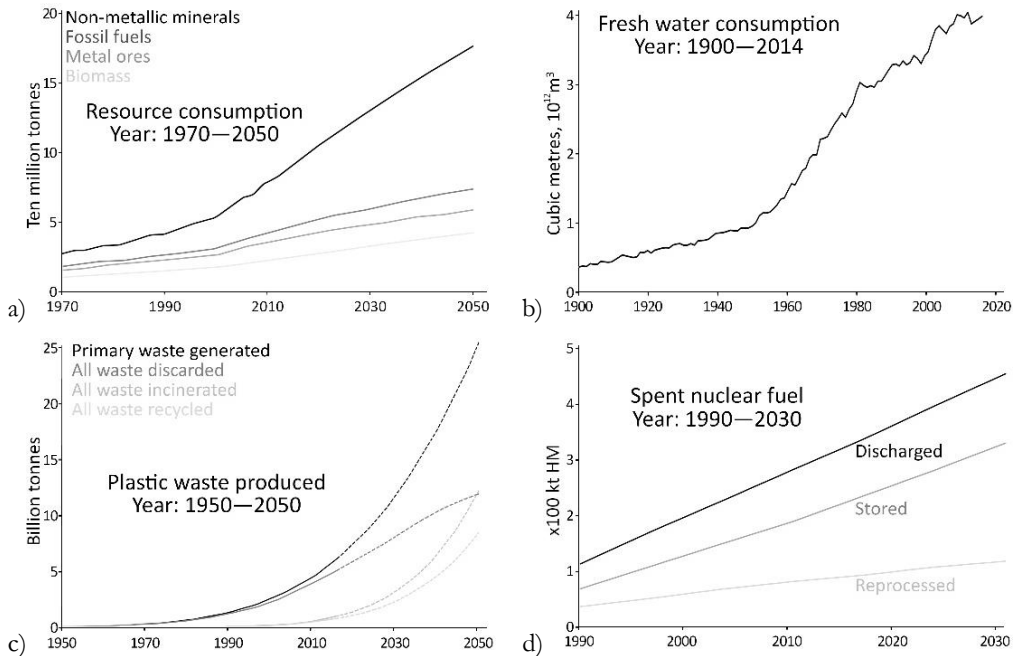 20
15
10
5
0
Ten million tonnes
Non-metallic minerals
Fossil fuels
Metal ores
Biomass
Resource consumption
Year: 1970—2050
1970 1990 2010 2030 2050
a)
4
3
2
1
0
Cubic metres, 10¹²m³
Fresh water consumption
Year: 1900—2014
1900 1920 1940 1960 1980 2000 2020
b)
25
20
15
10
5
0
Billion tonnes
Primary waste generated
All waste discarded
All waste incinerated
All waste recycled
Plastic waste produced
Year: 1950—2050
1950 1970 1990 2010 2030 2050
c)
5
4
3
2
1
0
x100 kt HM
Spent nuclear fuel
Year: 1990—2030
Discharged
Stored
Reprocessed
1990 2000 2010 2020 2030
d)